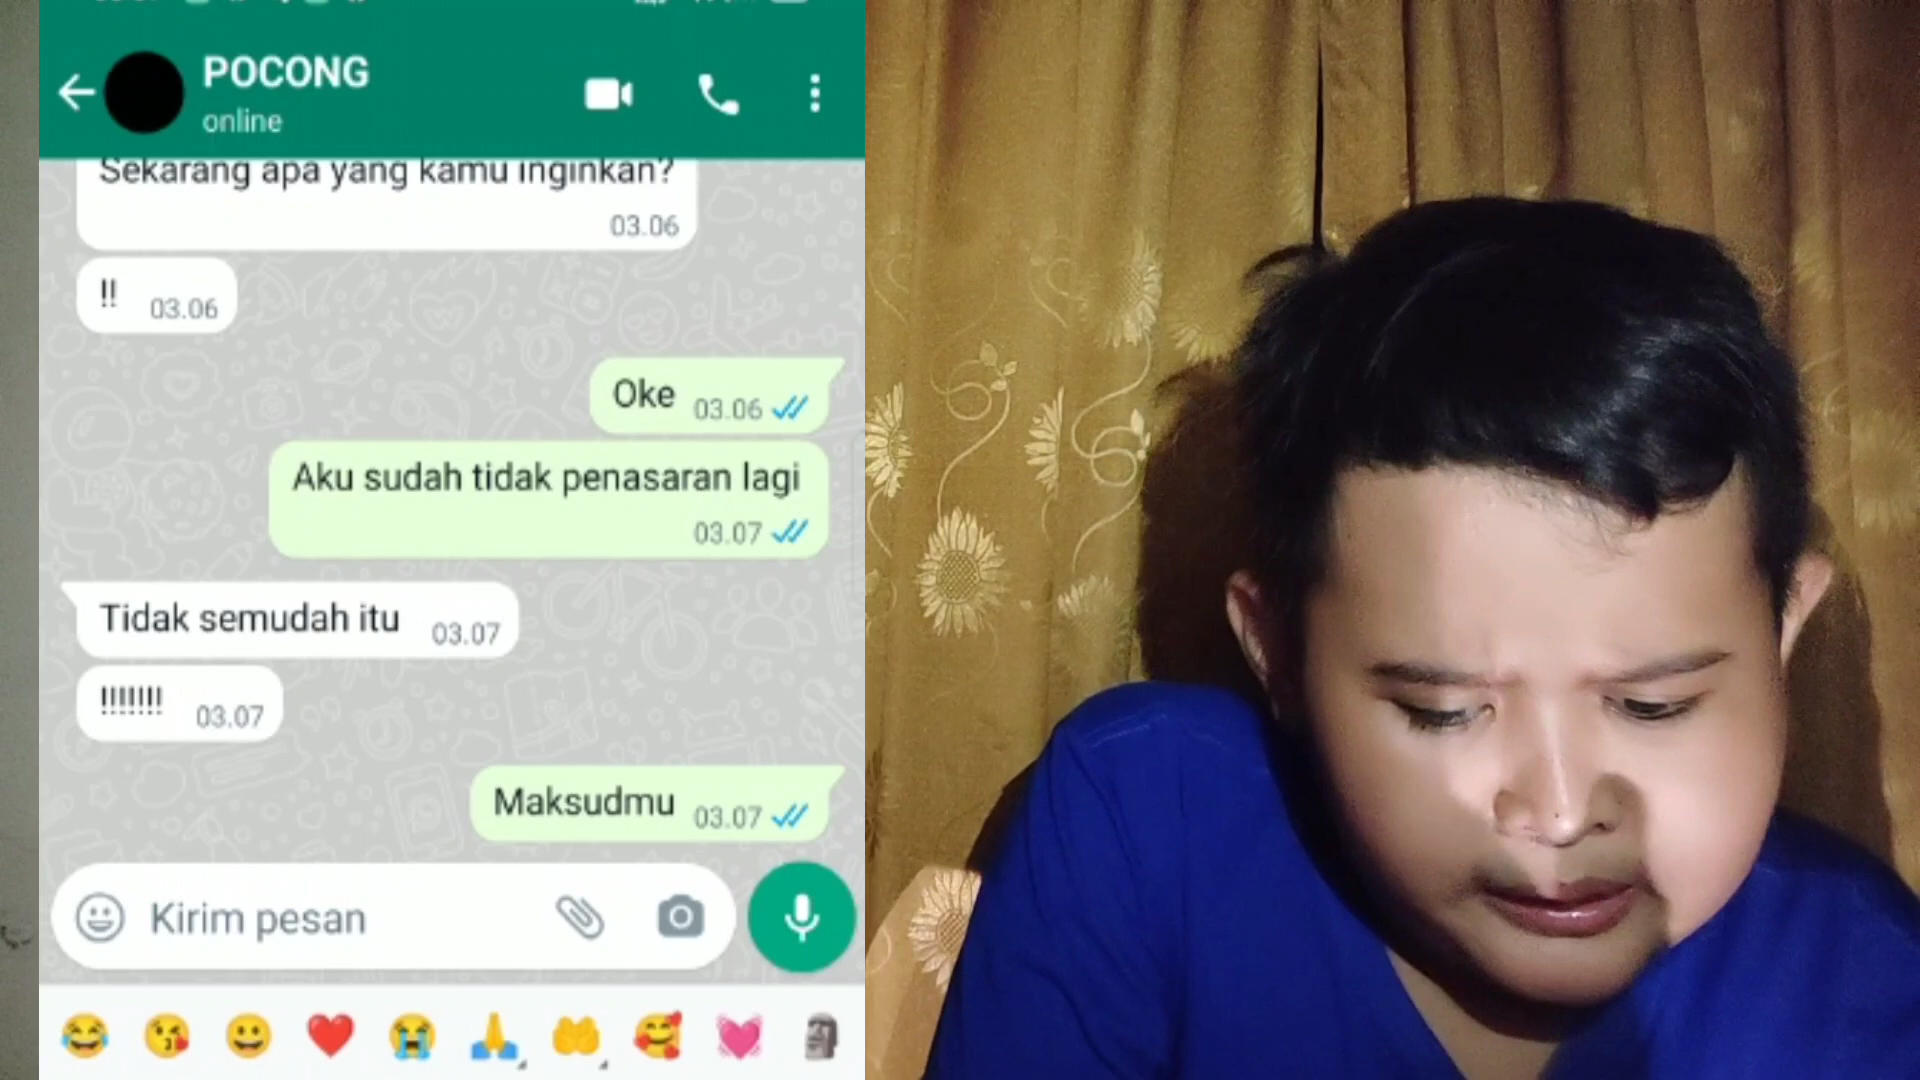 POCONG
online
Sekarang apa yang kamu inginkan?
03.06
!! 03.06
Oke 03.06
Aku sudah tidak penasaran lagi
03.07
Tidak semudah itu 03.07
!!!!!!!! 03.07
Maksudmu 03.07
Kirim pesan